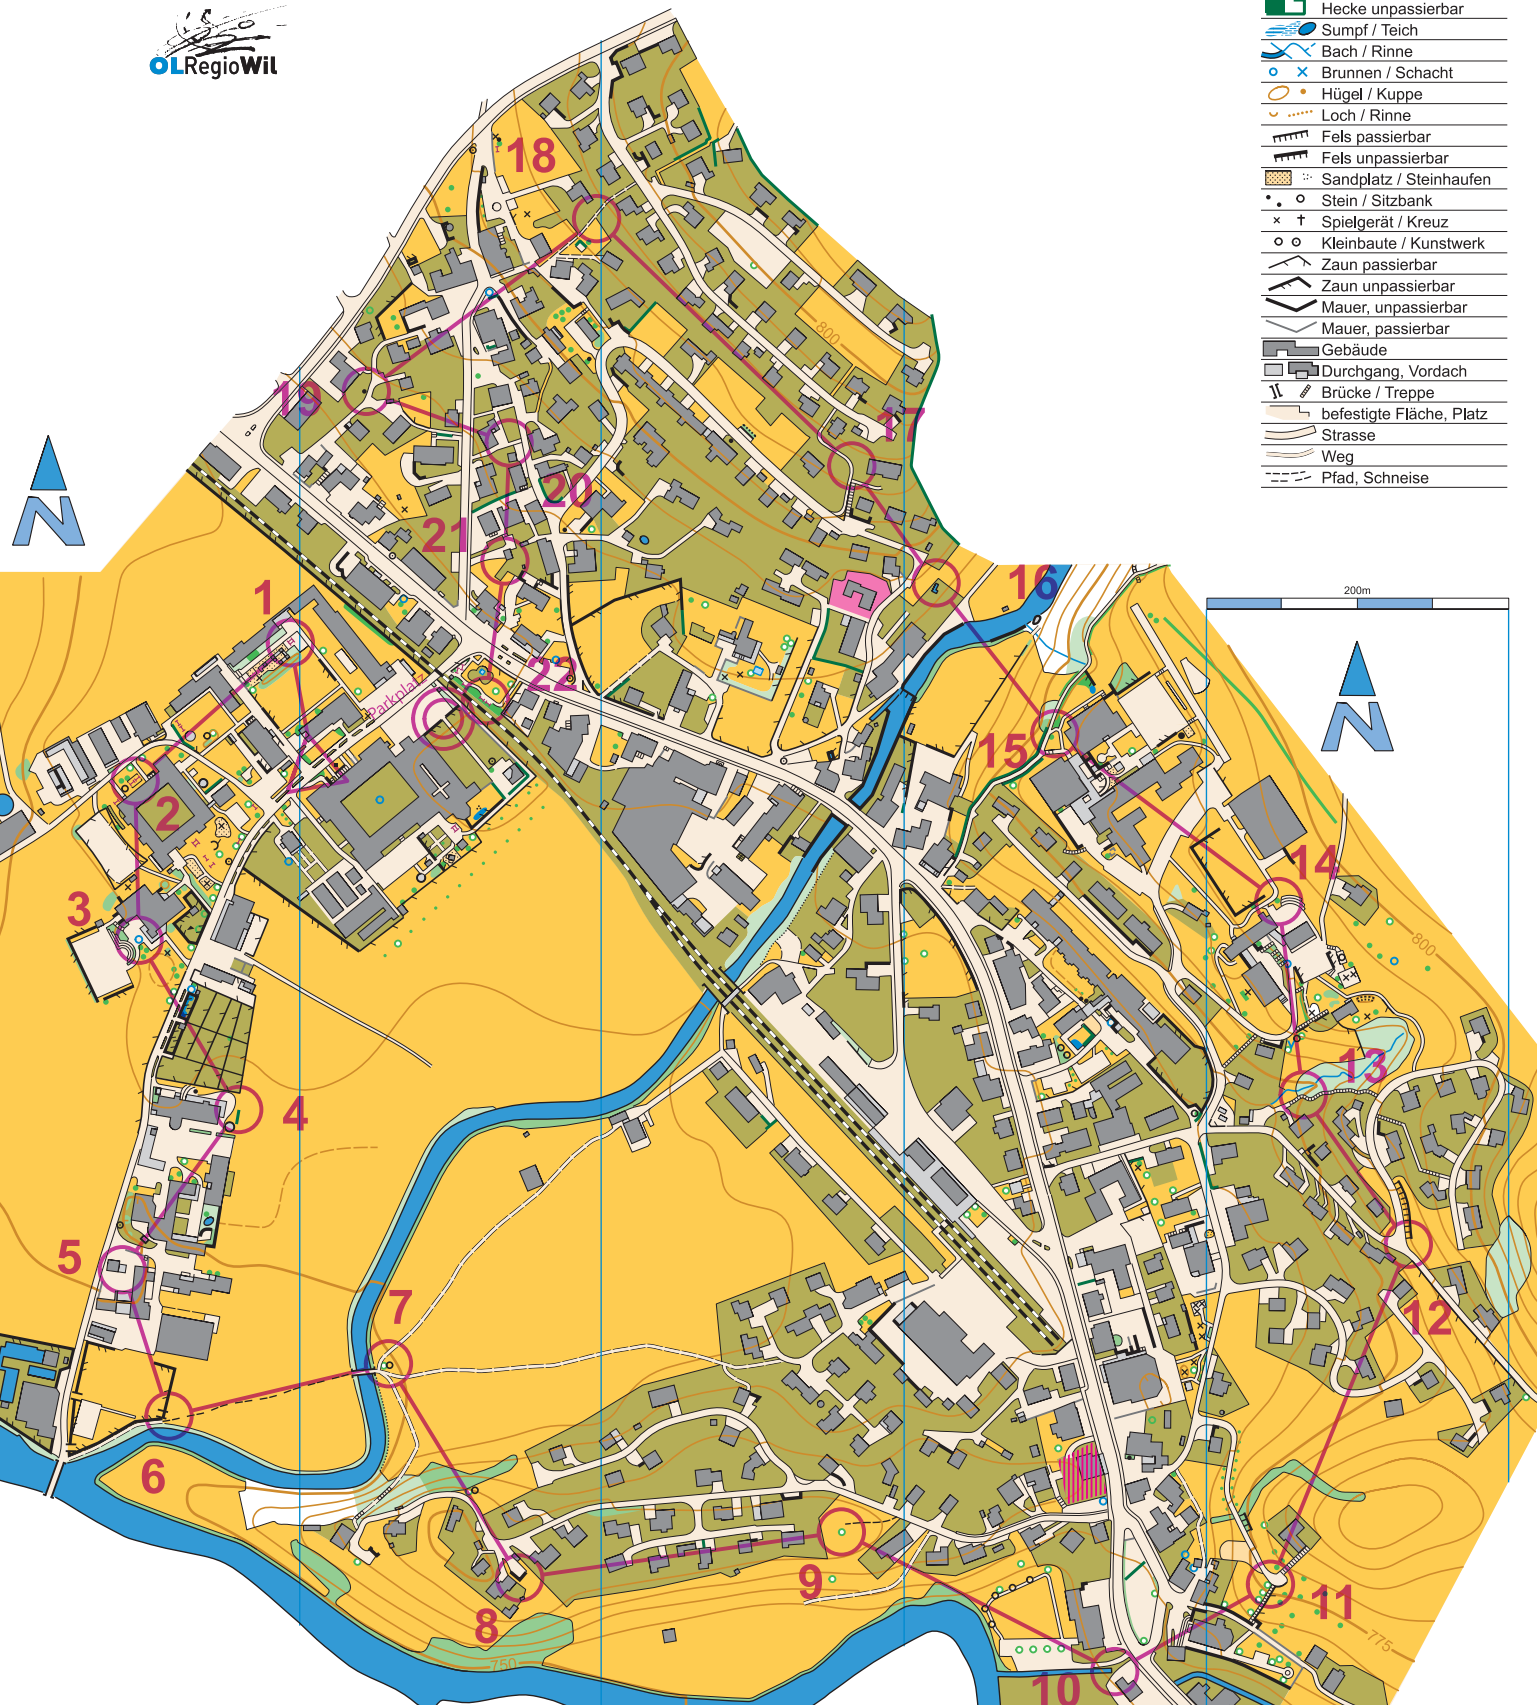 OLRegioWil
Hecke unpassierbar
Sumpf / Teich
Bach / Rinne
Brunnen / Schacht
Hügel / Kuppe
Loch / Rinne
Fels passierbar
Fels unpassierbar
Sandplatz / Steinhaufen
Stein / Sitzbank
Spielgerät / Kreuz
Kleinbaute / Kunstwerk
Zaun passierbar
Zaun unpassierbar
Mauer, unpassierbar
Mauer, passierbar
Gebäude
Durchgang, Vordach
Brücke / Treppe
befestigte Fläche, Platz
Strasse
Weg
Pfad, Schneise
18
800
19
17
20
21
N
16
1
200m
22
Parkplatz
N
15
2
14
3
800
13
4
5
7
12
6
11
9
8
775
750
10